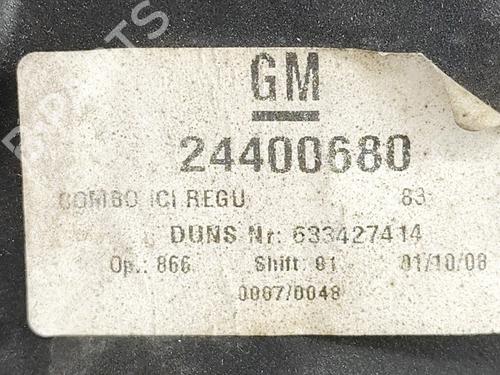 GM
24400680
COMBO ICI REGU 83
DUNS Nr: 633427414
Op.: 866 Shift: 01 01/10/08
0007/0048